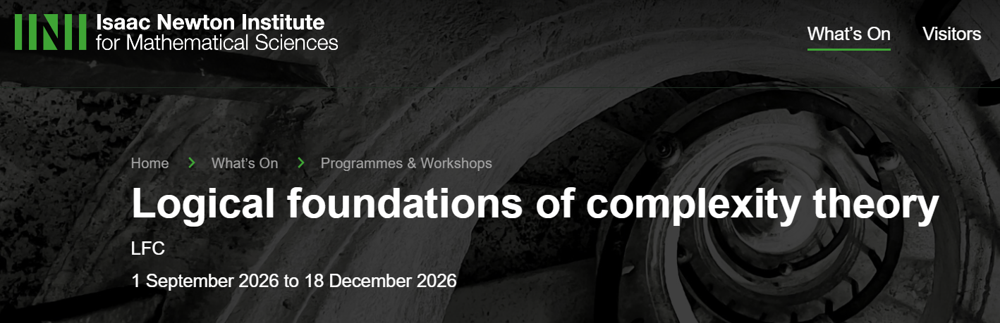 Isaac Newton Institute
for Mathematical Sciences
What's On Visitors
Home What's On Programmes & Workshops
Logical foundations of complexity theory
LFC
1 September 2026 to 18 December 2026